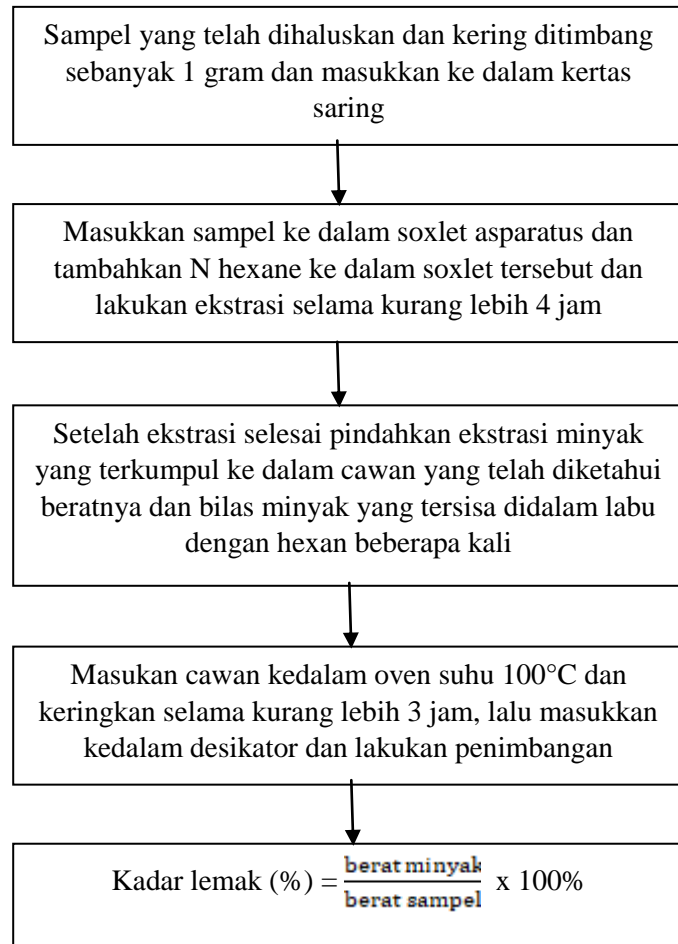 Sampel yang telah dihaluskan dan kering ditimbang
sebanyak 1 gram dan masukkan ke dalam kertas
saring
Masukkan sampel ke dalam soxlet asparatus dan
tambahkan N hexane ke dalam soxlet tersebut dan
lakukan ekstrasi selama kurang lebih 4 jam
Setelah ekstrasi selesai pindahkan ekstrasi minyak
yang terkumpul ke dalam cawan yang telah diketahui
beratnya dan bilas minyak yang tersisa didalam labu
dengan hexan beberapa kali
Masukan cawan kedalam oven suhu 100°C dan
keringkan selama kurang lebih 3 jam, lalu masukkan
kedalam desikator dan lakukan penimbangan
Kadar lemak (%) = berat minyak / berat sampel x 100%